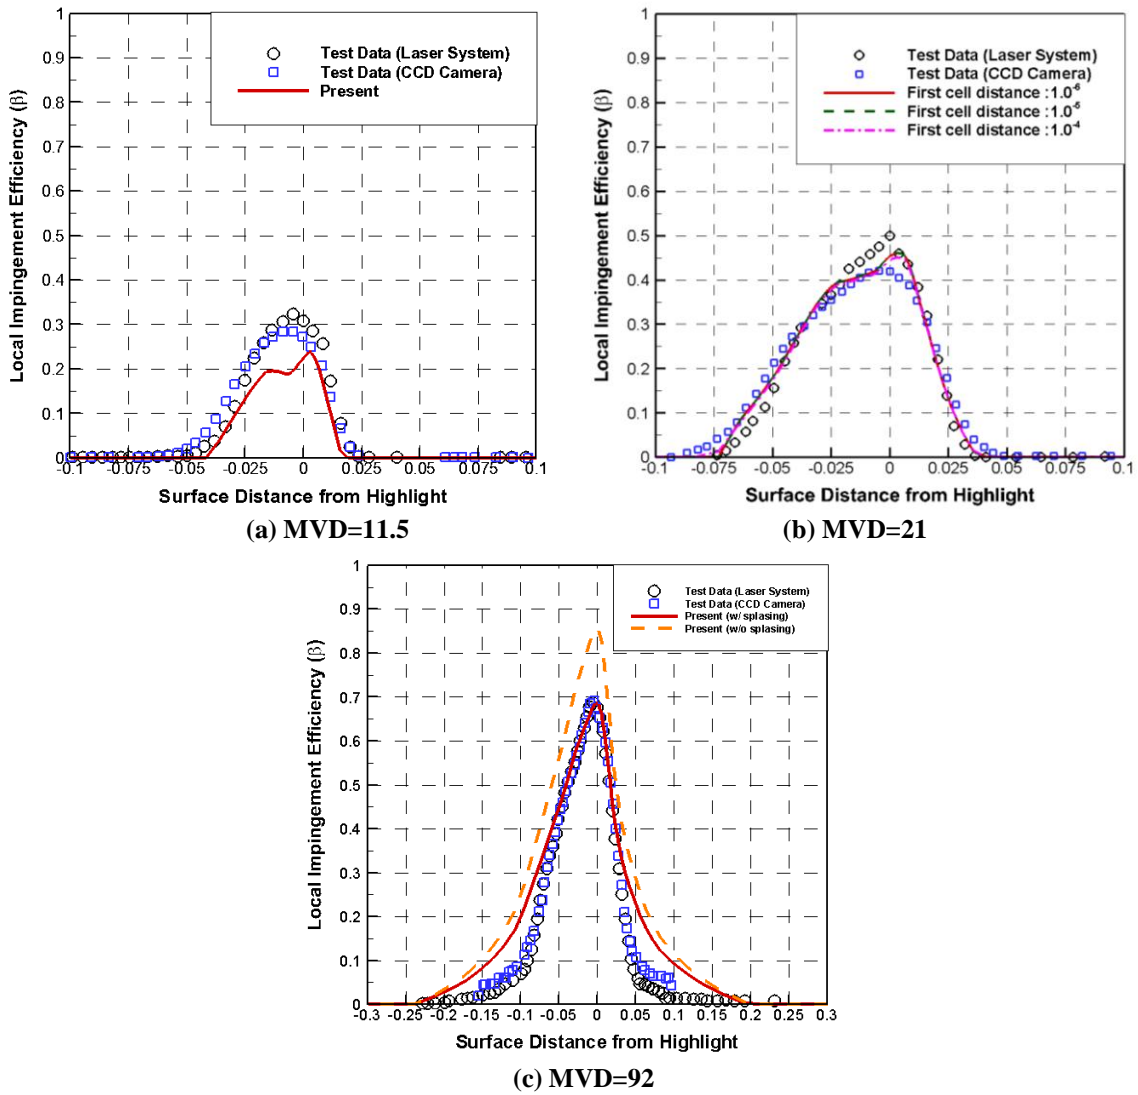 Test Data (Laser System)
Test Data (CCD Camera)
Present
1
0.9
0.8
0.7
0.6
0.5
0.4
0.3
0.2
0.1
0
Local Impingement Efficiency (β)
-0.1 -0.075 -0.05 -0.025 0 0.025 0.05 0.075 0.1
Surface Distance from Highlight
(a) MVD=11.5
Test Data (Laser System)
Test Data (CCD Camera)
First cell distance :1.0⁻⁶
First cell distance :1.0⁻⁵
First cell distance :1.0⁻⁴
1
0.9
0.8
0.7
0.6
0.5
0.4
0.3
0.2
0.1
0
Local Impingement Efficiency (β)
-0.1 -0.075 -0.05 -0.025 0 0.025 0.05 0.075 0.1
Surface Distance from Highlight
(b) MVD=21
Test Data (Laser System)
Test Data (CCD Camera)
Present (w/ splasing)
Present (w/o splasing)
1
0.9
0.8
0.7
0.6
0.5
0.4
0.3
0.2
0.1
0
Local Impingement Efficiency (β)
-0.3 -0.25 -0.2 -0.15 -0.1 -0.05 0 0.05 0.1 0.15 0.2 0.25 0.3
Surface Distance from Highlight
(c) MVD=92